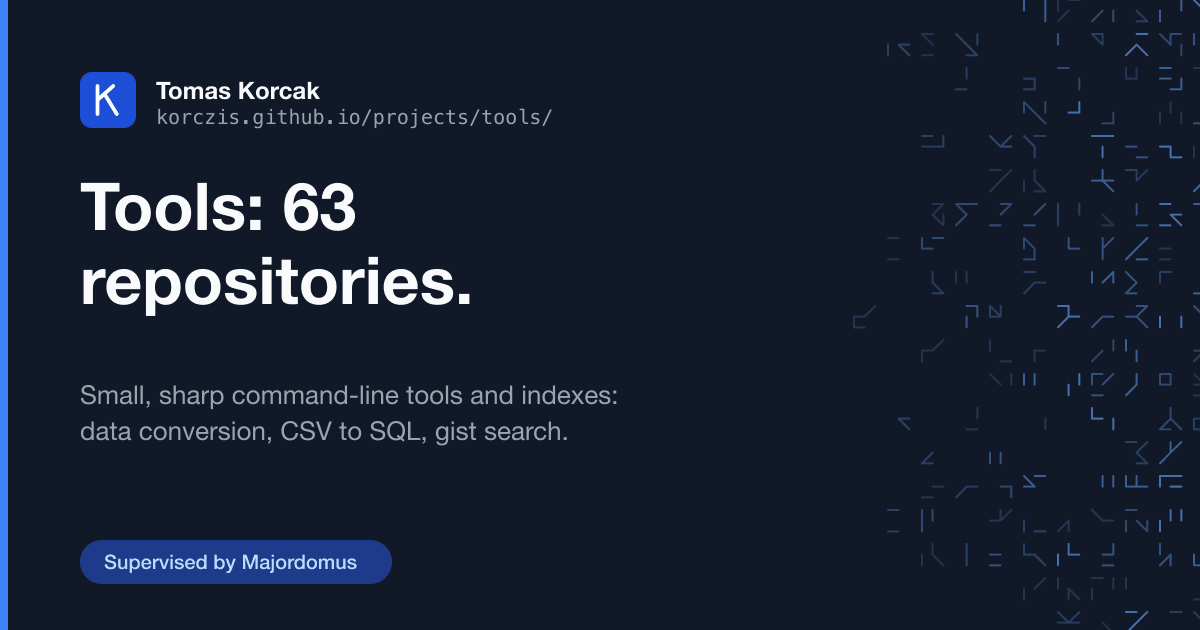 K
Tomas Korcak
korczis.github.io/projects/tools/
Tools: 63
repositories.
Small, sharp command-line tools and indexes:
data conversion, CSV to SQL, gist search.
Supervised by Majordomus